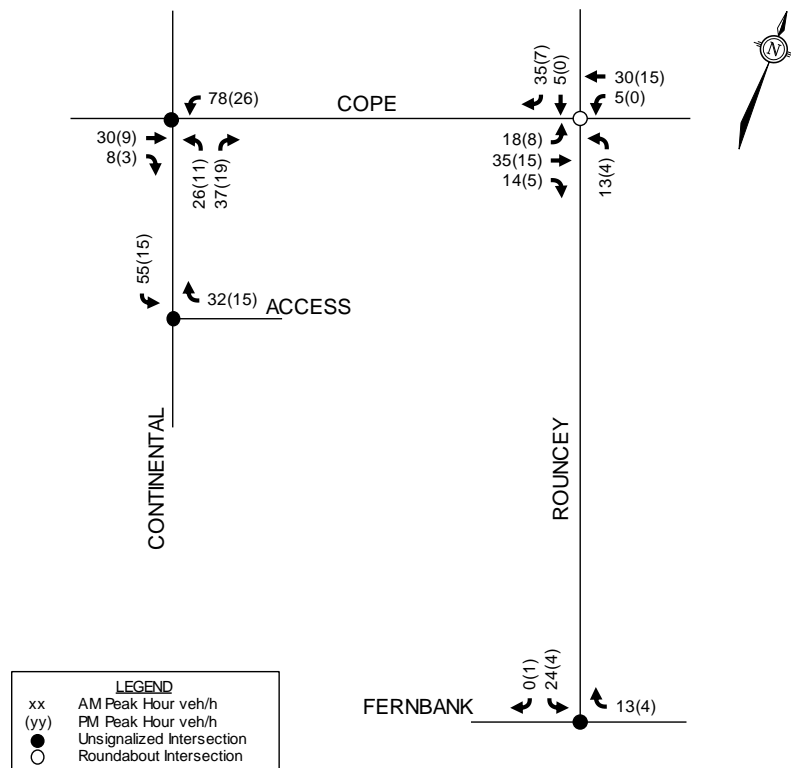 78(26)
COPE
30(9)
8(3)
26(11)
37(19)
35(7)
5(0)
30(15)
5(0)
18(8)
35(15)
14(5)
13(4)
N
55(15)
32(15)
ACCESS
CONTINENTAL
ROUNCEY
0(1)
24(4)
13(4)
FERNBANK
LEGEND
xx AM Peak Hour veh/h
(yy) PM Peak Hour veh/h
Unsignalized Intersection
Roundabout Intersection